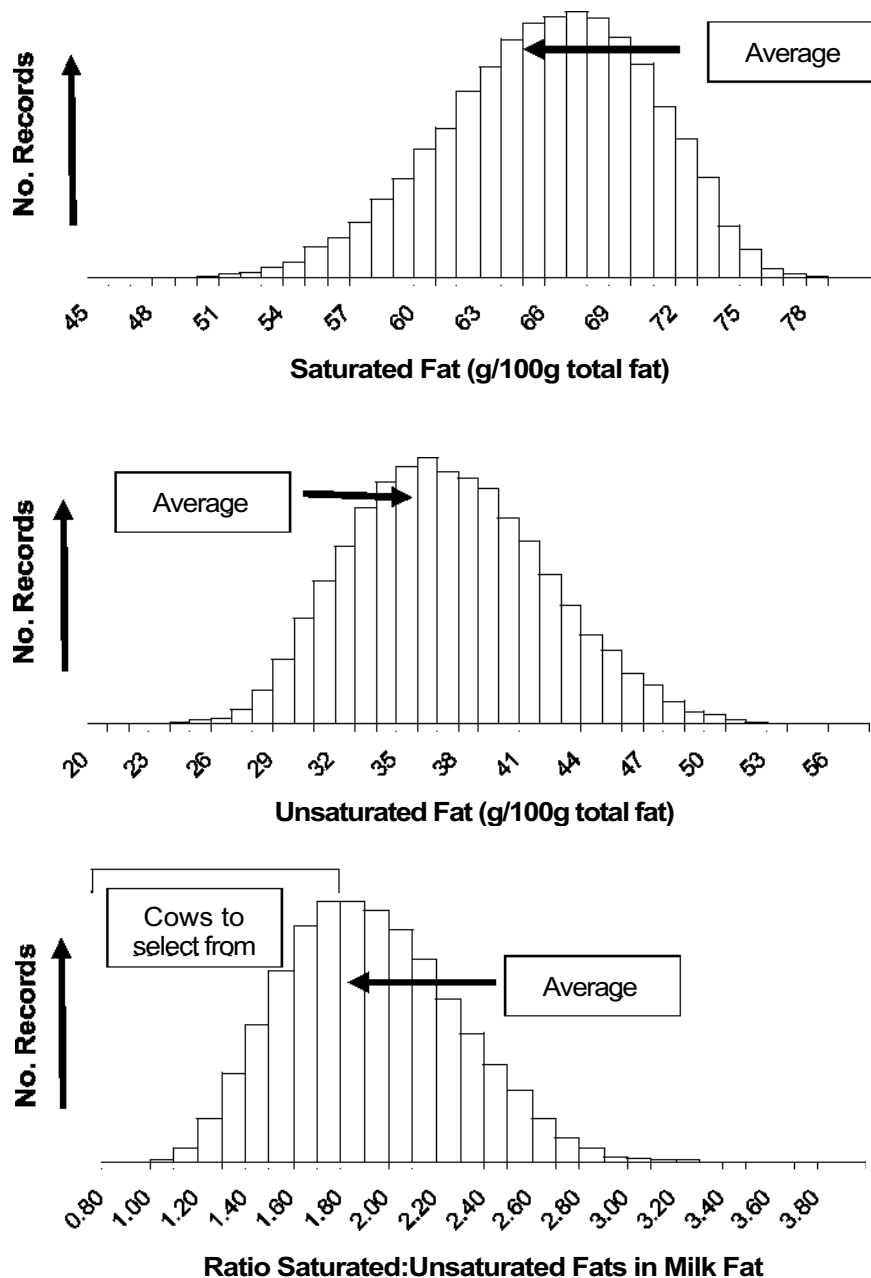 No. Records
Average
45 48 51 54 57 60 63 66 69 72 75 78
Saturated Fat (g/100g total fat)
No. Records
Average
20 23 26 29 32 35 38 41 44 47 50 53 56
Unsaturated Fat (g/100g total fat)
No. Records
Cows to
select from
Average
0.80 1.00 1.20 1.40 1.60 1.80 2.00 2.20 2.40 2.60 2.80 3.00 3.20 3.40 3.60 3.80
Ratio Saturated:Unsaturated Fats in Milk Fat